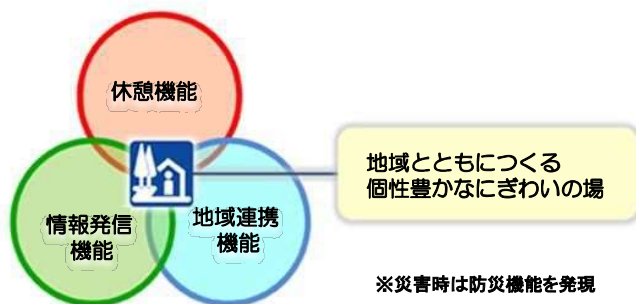 休憩機能
情報発信
機能
地域連携
機能
地域とともにつくる
個性豊かなにぎわいの場
※災害時は防災機能を発現